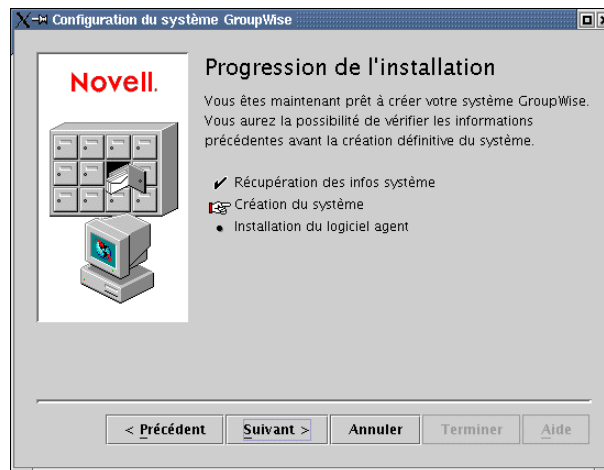 Configuration du système GroupWise
Novell.
Progression de l'installation
Vous êtes maintenant prêt à créer votre système GroupWise.
Vous aurez la possibilité de vérifier les informations
précédentes avant la création définitive du système.
Récupération des infos système
Création du système
Installation du logiciel agent
< Précédent
Suivant >
Annuler
Terminer
Aide